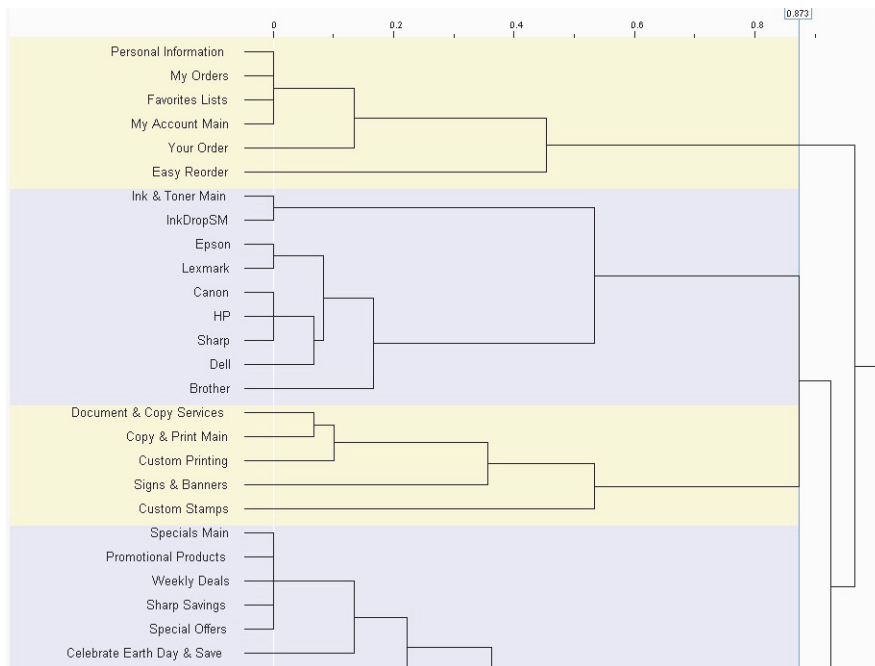 0.873
0 0.2 0.4 0.6 0.8
Personal Information
My Orders
Favorites Lists
My Account Main
Your Order
Easy Reorder
Ink & Toner Main
InkDropSM
Epson
Lexmark
Canon
HP
Sharp
Dell
Brother
Document & Copy Services
Copy & Print Main
Custom Printing
Signs & Banners
Custom Stamps
Specials Main
Promotional Products
Weekly Deals
Sharp Savings
Special Offers
Celebrate Earth Day & Save